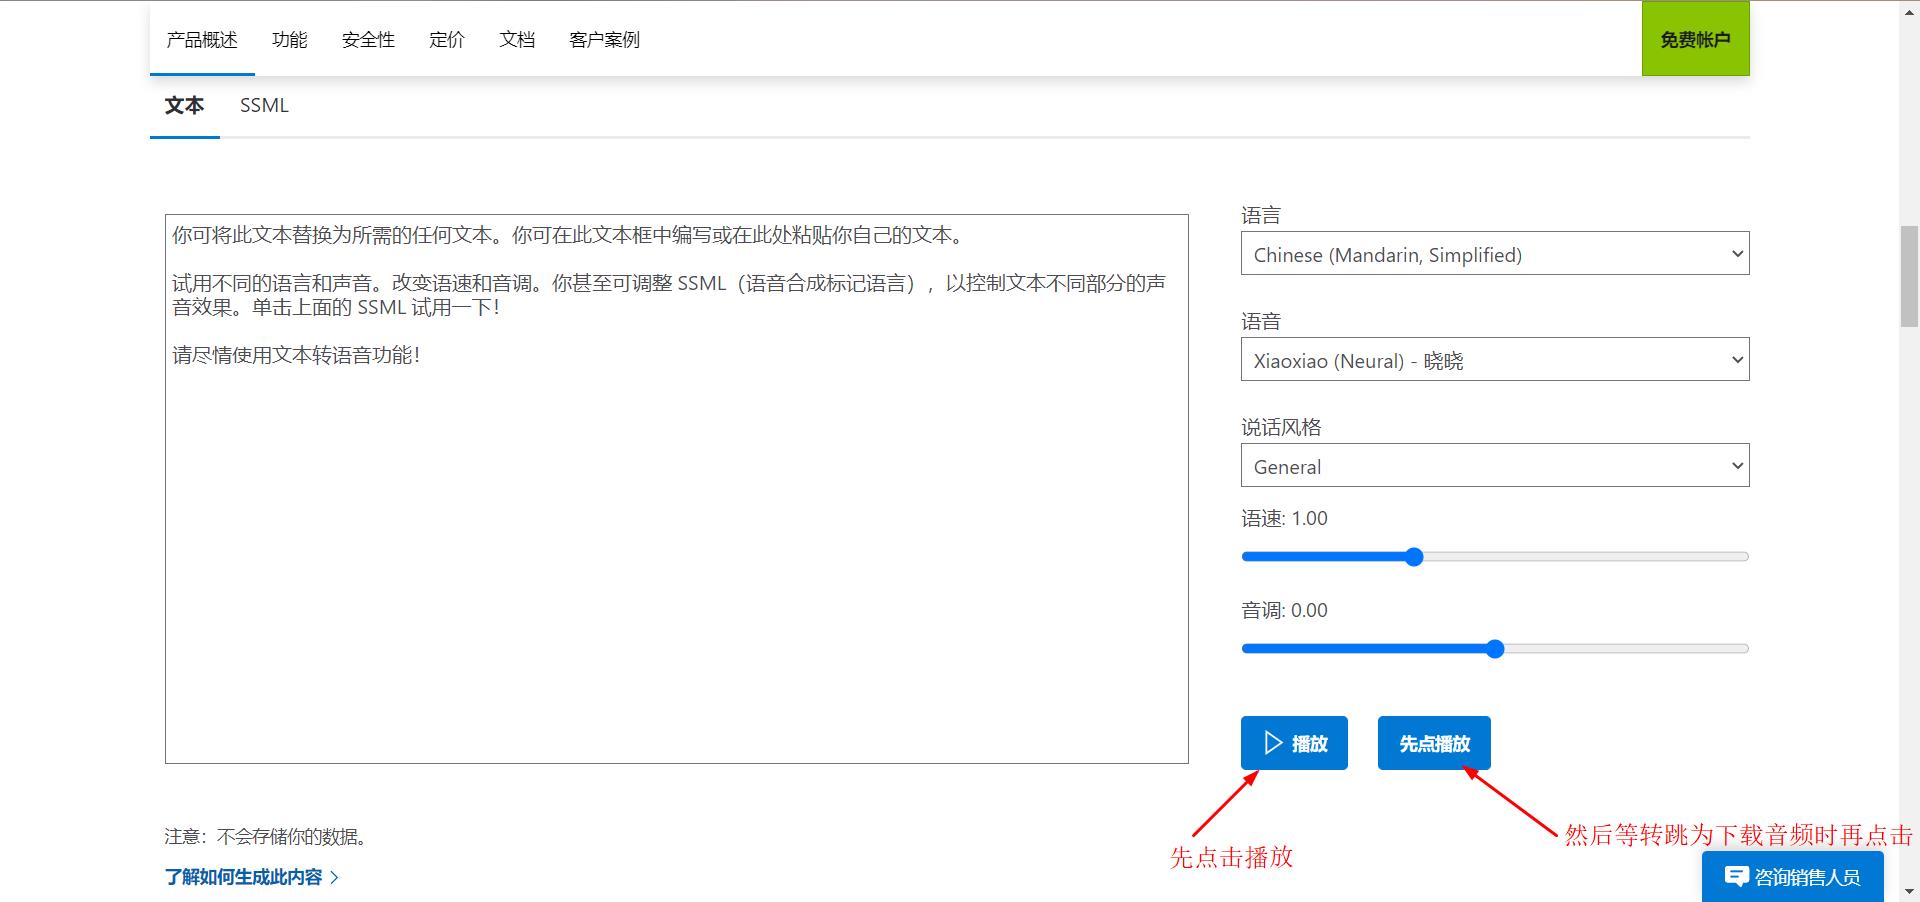 产品概述 功能 安全性 定价 文档 客户案例 免费帐户
文本 SSML
你可将此文本替换为所需的任何文本。你可在此文本框中编写或在此处粘贴你自己的文本。
试用不同的语言和声音。改变语速和音调。你甚至可调整 SSML（语音合成标记语言），以控制文本不同部分的声
音效果。单击上面的 SSML 试用一下！
请尽情使用文本转语音功能！
语言
Chinese (Mandarin, Simplified)
语音
Xiaoxiao (Neural) - 晓晓
说话风格
General
语速: 1.00
音调: 0.00
播放 先点播放
先点击播放
然后等转跳为下载音频时再点击
注意：不会存储你的数据。
了解如何生成此内容
咨询销售人员